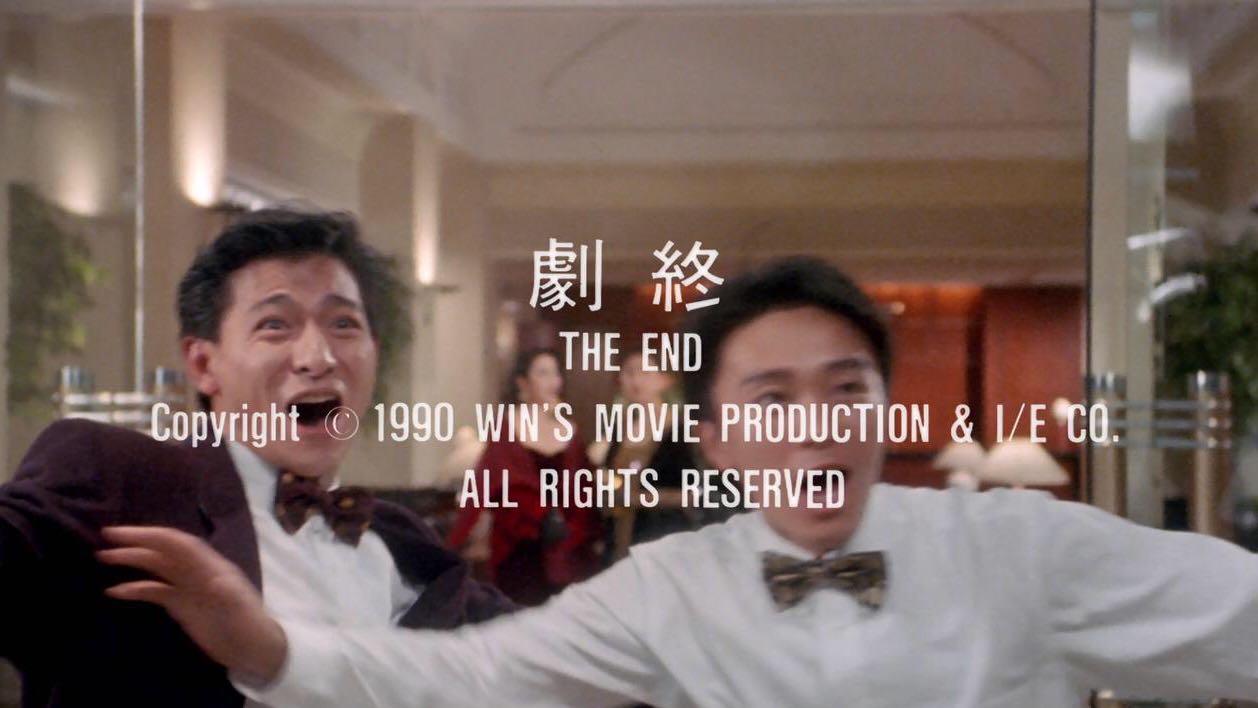 劇終
THE END
Copyright © 1990 WIN'S MOVIE PRODUCTION & I/E CO.
ALL RIGHTS RESERVED